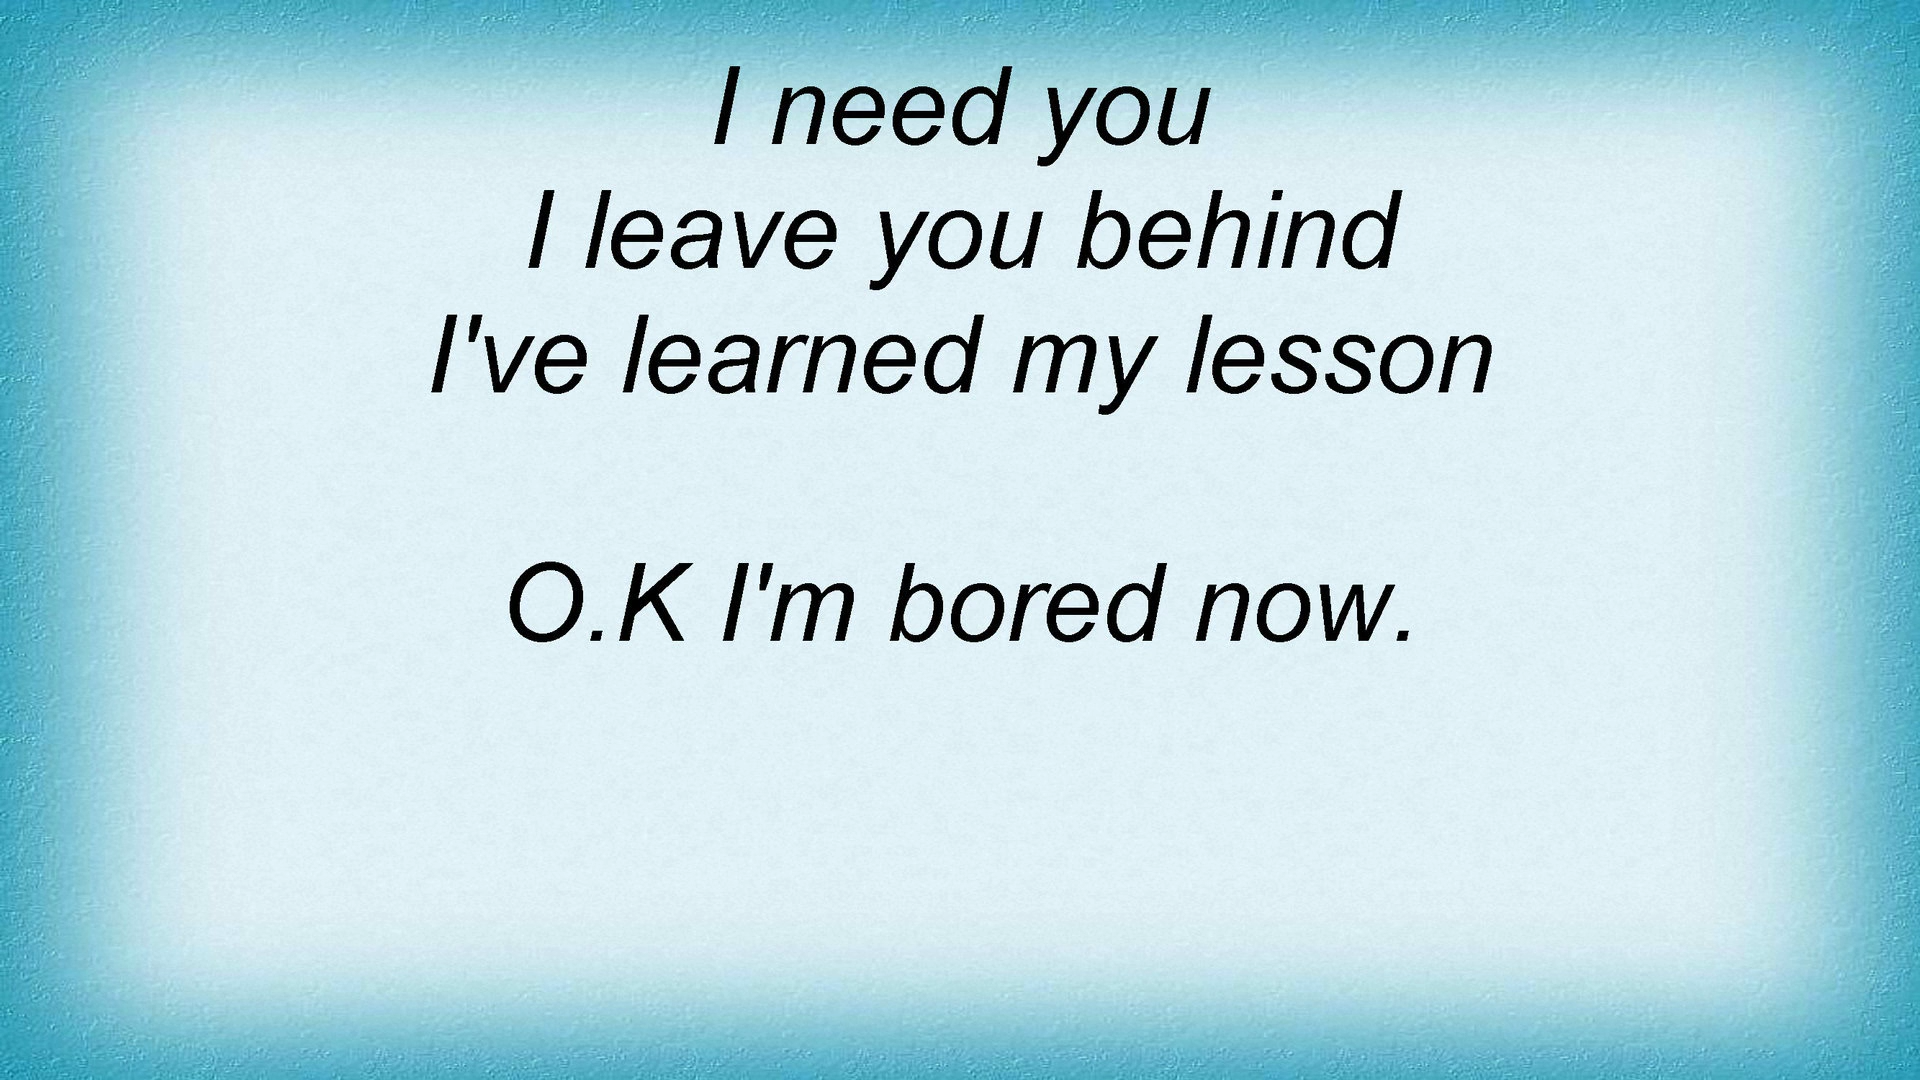 I need you
I leave you behind
I've learned my lesson
O.K I'm bored now.